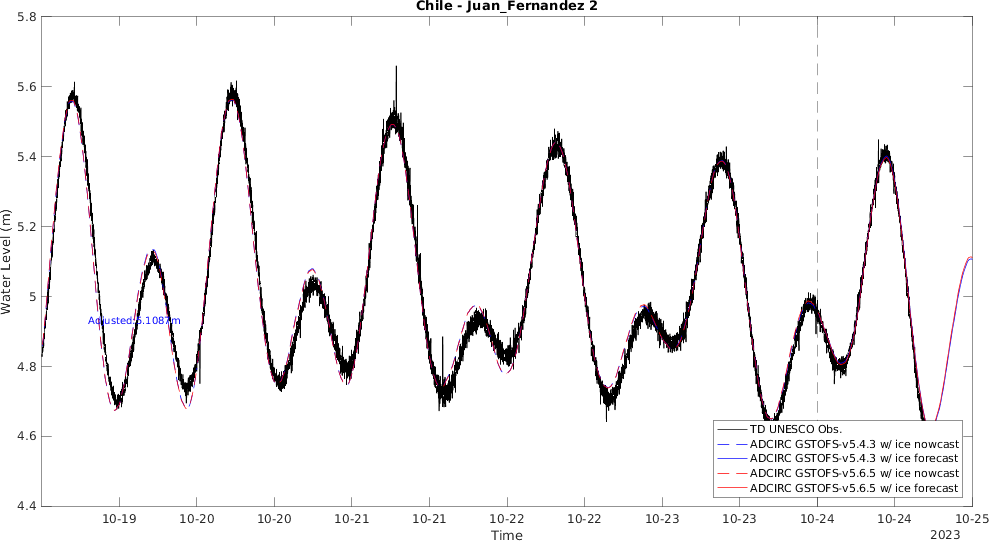 Chile - Juan_Fernandez 2
5.8
5.6
5.4
5.2
5
4.8
4.6
4.4
Water Level (m)
Adjusted:5.1087m
TD UNESCO Obs.
ADCIRC GSTOFS-v5.4.3 w/ ice nowcast
ADCIRC GSTOFS-v5.4.3 w/ ice forecast
ADCIRC GSTOFS-v5.6.5 w/ ice nowcast
ADCIRC GSTOFS-v5.6.5 w/ ice forecast
10-19 10-20 10-20 10-21 10-21 10-22 10-22 10-23 10-23 10-24 10-24 10-25
Time
2023